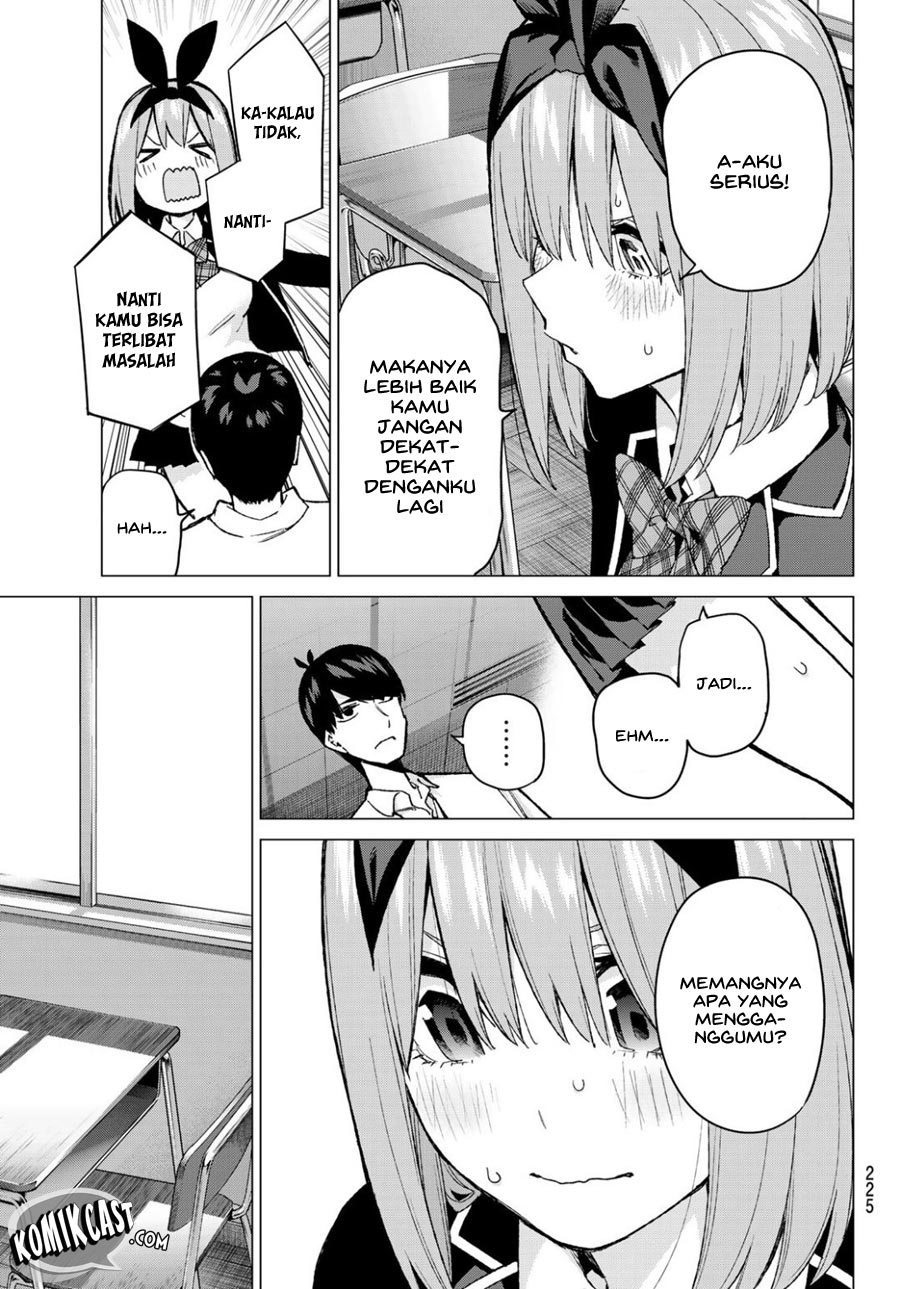 A-AKU
SERIUS!
MAKANYA
LEBIH BAIK
KAMU
JANGAN
DEKAT-
DEKAT
DENGANKU
LAGI
KA-KALAU
TIDAK,
NANTI-
NANTI
KAMU BISA
TERLIBAT
MASALAH
HAH...
JADI...
EHM...
......
MEMANGNYA
APA YANG
MENGGA-
NGGUMU?
225
KOMIKCAST
.COM